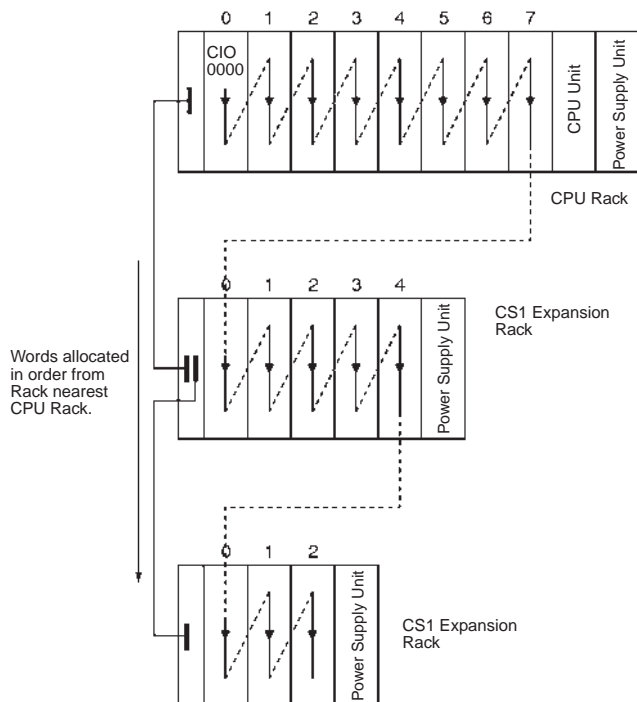 0 1 2 3 4 5 6 7
CIO
0000
CPU Unit
Power Supply Unit
CPU Rack
0 1 2 3 4
Power Supply Unit
CS1 Expansion
Rack
Words allocated
in order from
Rack nearest
CPU Rack.
0 1 2
Power Supply Unit
CS1 Expansion
Rack